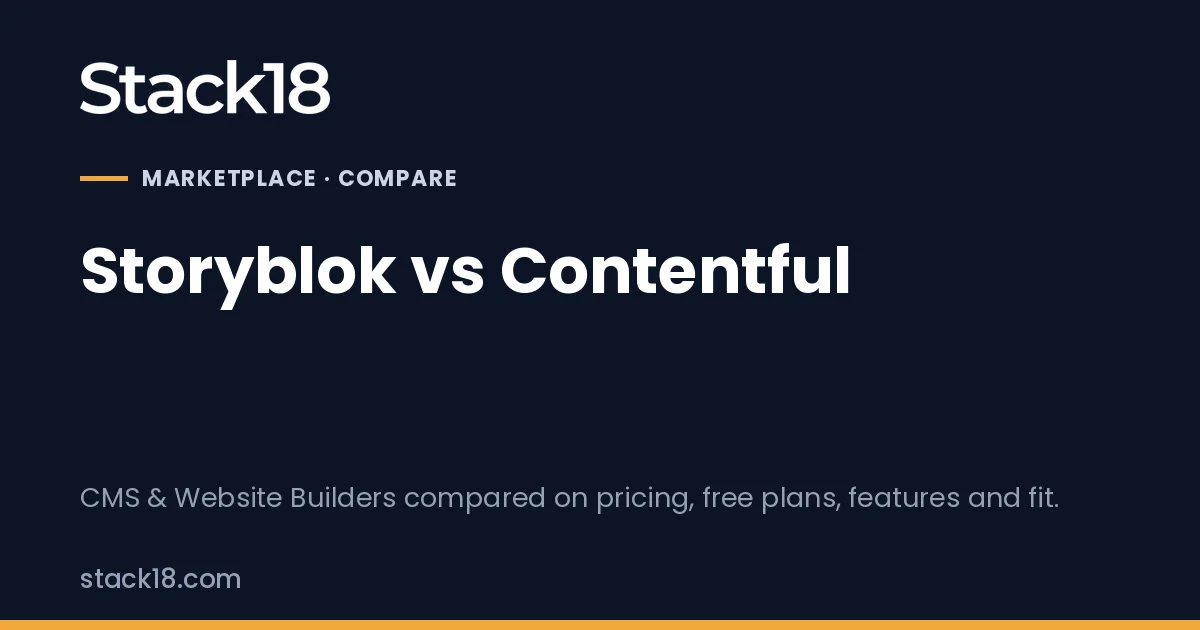 Stack18
MARKETPLACE · COMPARE
Storyblok vs Contentful
CMS & Website Builders compared on pricing, free plans, features and fit.
stack18.com